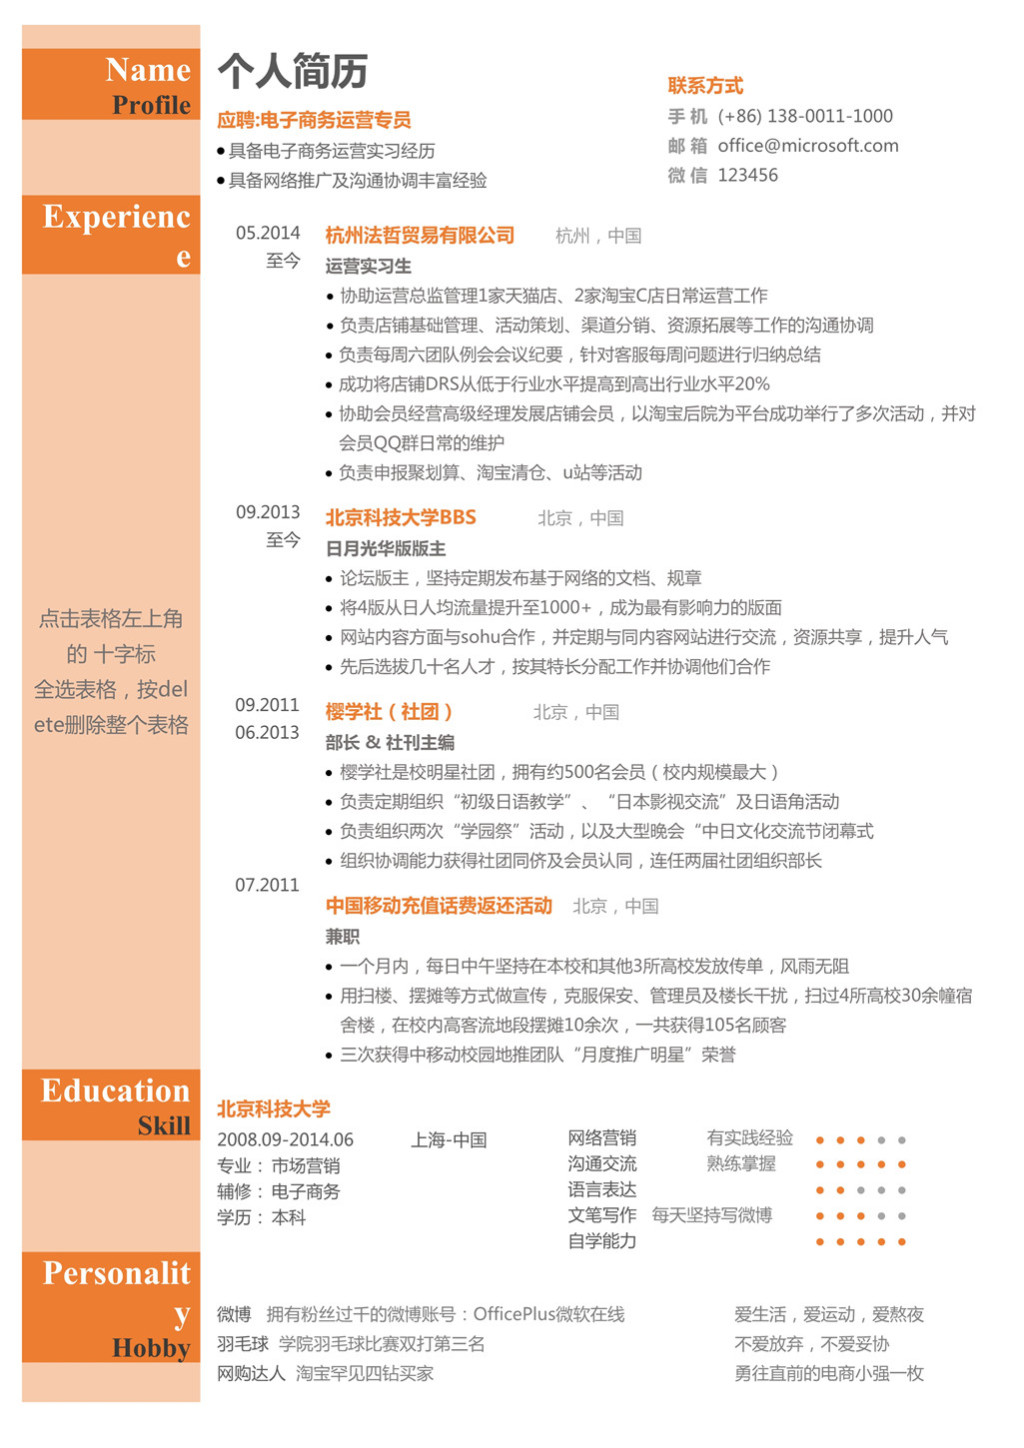 Name
Profile
个人简历
应聘:电子商务运营专员
●具备电子商务运营实习经历
●具备网络推广及沟通协调丰富经验
联系方式
手 机 (+86) 138-0011-1000
邮 箱 office@microsoft.com
微 信 123456
Experienc
e
05.2014
至今
杭州法哲贸易有限公司 杭州，中国
运营实习生
● 协助运营总监管理1家天猫店、2家淘宝C店日常运营工作
● 负责店铺基础管理、活动策划、渠道分销、资源拓展等工作的沟通协调
● 负责每周六团队例会会议纪要，针对客服每周问题进行归纳总结
● 成功将店铺DRS从低于行业水平提高到高出行业水平20%
● 协助会员经营高级经理发展店铺会员，以淘宝后院为平台成功举行了多次活动，并对
会员QQ群日常的维护
● 负责申报聚划算、淘宝清仓、u站等活动
09.2013
至今
北京科技大学BBS 北京，中国
日月光华版版主
● 论坛版主，坚持定期发布基于网络的文档、规章
● 将4版从日人均流量提升至1000+，成为最有影响力的版面
● 网站内容方面与sohu合作，并定期与同内容网站进行交流，资源共享，提升人气
● 先后选拔几十名人才，按其特长分配工作并协调他们合作
点击表格左上角
的 十字标
全选表格，按del
ete删除整个表格
09.2011
06.2013
樱学社（社团） 北京，中国
部长 & 社刊主编
● 樱学社是校明星社团，拥有约500名会员（校内规模最大）
● 负责定期组织“初级日语教学”、“日本影视交流”及日语角活动
● 负责组织两次“学园祭”活动，以及大型晚会“中日文化交流节闭幕式
● 组织协调能力获得社团同侪及会员认同，连任两届社团组织部长
07.2011
中国移动充值话费返还活动 北京，中国
兼职
● 一个月内，每日中午坚持在本校和其他3所高校发放传单，风雨无阻
● 用扫楼、摆摊等方式做宣传，克服保安、管理员及楼长干扰，扫过4所高校30余幢宿
舍楼，在校内高客流地段摆摊10余次，一共获得105名顾客
● 三次获得中移动校园地推团队“月度推广明星”荣誉
Education
Skill
北京科技大学
2008.09-2014.06 上海-中国
专业： 市场营销
辅修： 电子商务
学历： 本科
网络营销 有实践经验
沟通交流 熟练掌握
语言表达
文笔写作 每天坚持写微博
自学能力
Personalit
y
Hobby
微博 拥有粉丝过千的微博账号：OfficePlus微软在线
羽毛球 学院羽毛球比赛双打第三名
网购达人 淘宝罕见四钻买家
爱生活，爱运动，爱熬夜
不爱放弃，不爱妥协
勇往直前的电商小强一枚